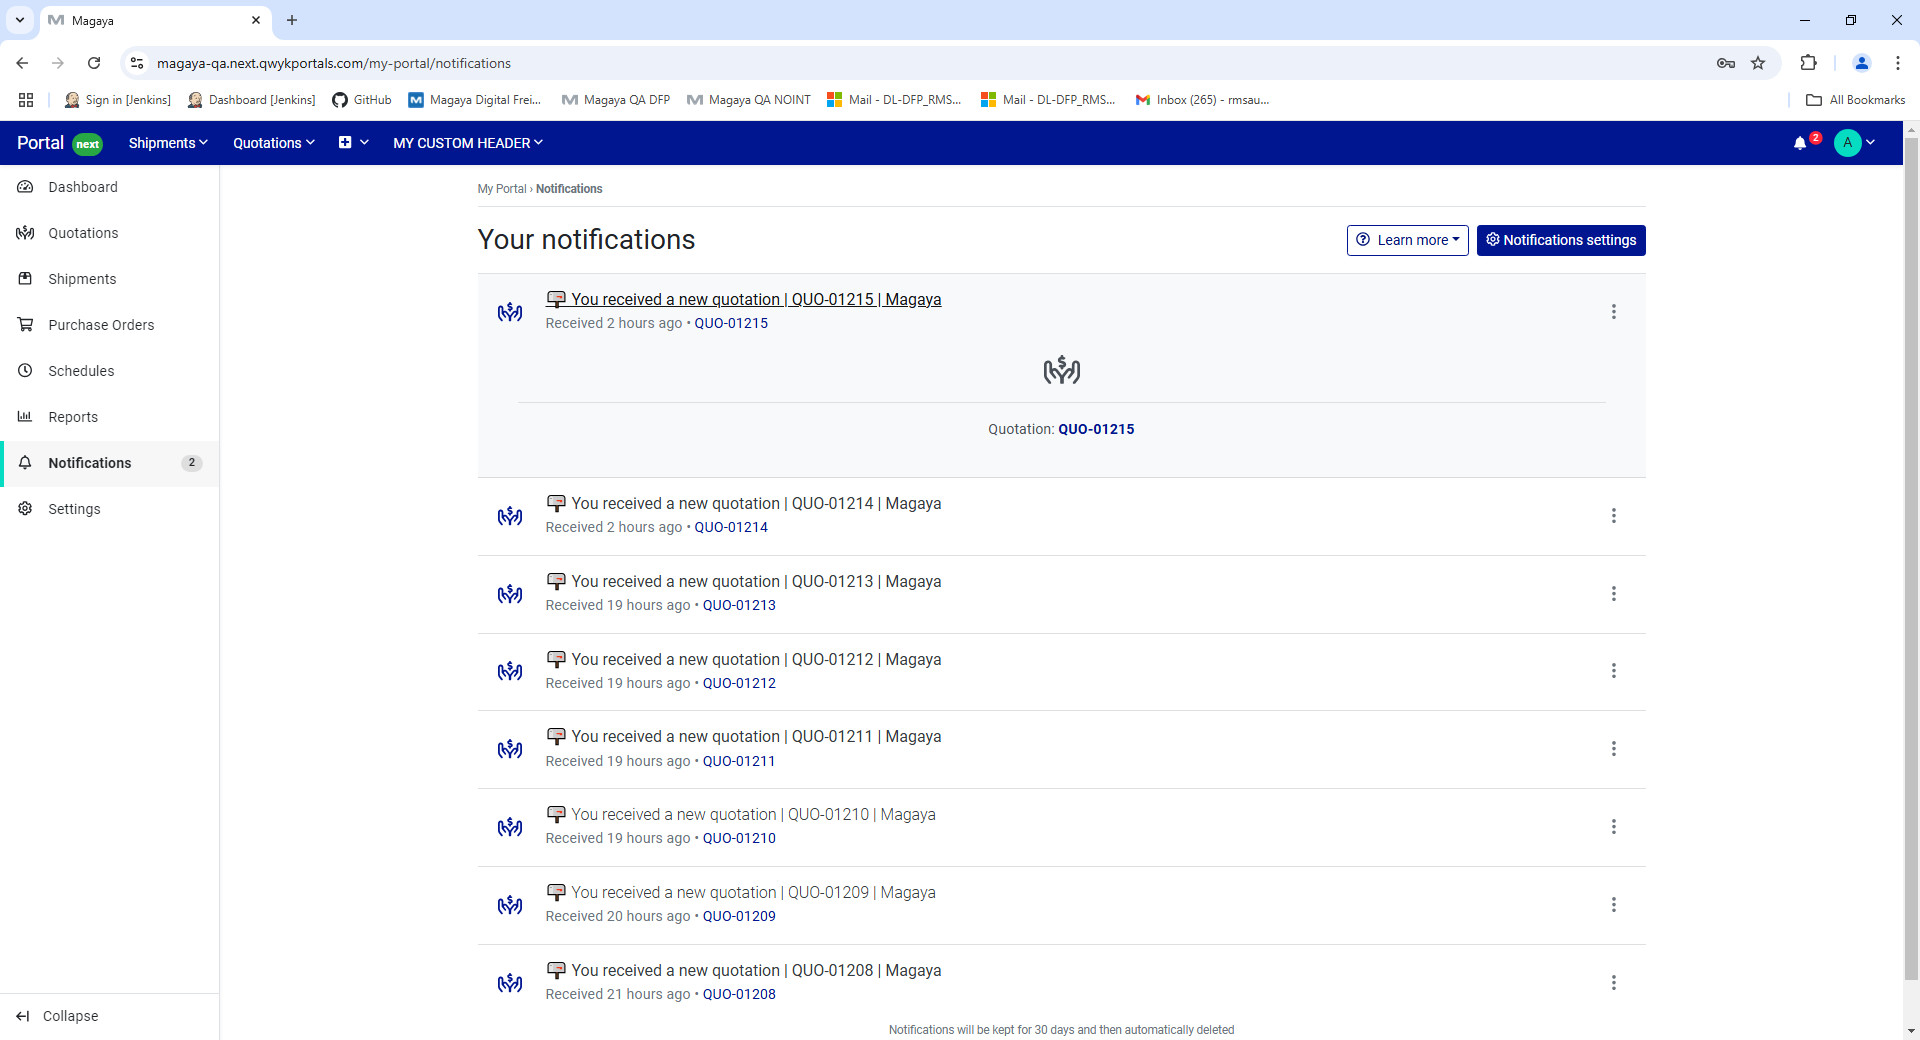 Magaya
magaya-qa.next.qwykportals.com/my-portal/notifications
Sign in [Jenkins]
Dashboard [Jenkins]
GitHub
Magaya Digital Frei...
Magaya QA DFP
Magaya QA NOINT
Mail - DL-DFP_RMS...
Mail - DL-DFP_RMS...
Inbox (265) - rmsau...
All Bookmarks
Portal next
Shipments
Quotations
MY CUSTOM HEADER
2
A
Dashboard
Quotations
Shipments
Purchase Orders
Schedules
Reports
Notifications 2
Settings
Collapse
My Portal › Notifications
Your notifications
Learn more
Notifications settings
You received a new quotation | QUO-01215 | Magaya
Received 2 hours ago • QUO-01215
Quotation: QUO-01215
You received a new quotation | QUO-01214 | Magaya
Received 2 hours ago • QUO-01214
You received a new quotation | QUO-01213 | Magaya
Received 19 hours ago • QUO-01213
You received a new quotation | QUO-01212 | Magaya
Received 19 hours ago • QUO-01212
You received a new quotation | QUO-01211 | Magaya
Received 19 hours ago • QUO-01211
You received a new quotation | QUO-01210 | Magaya
Received 19 hours ago • QUO-01210
You received a new quotation | QUO-01209 | Magaya
Received 20 hours ago • QUO-01209
You received a new quotation | QUO-01208 | Magaya
Received 21 hours ago • QUO-01208
Notifications will be kept for 30 days and then automatically deleted